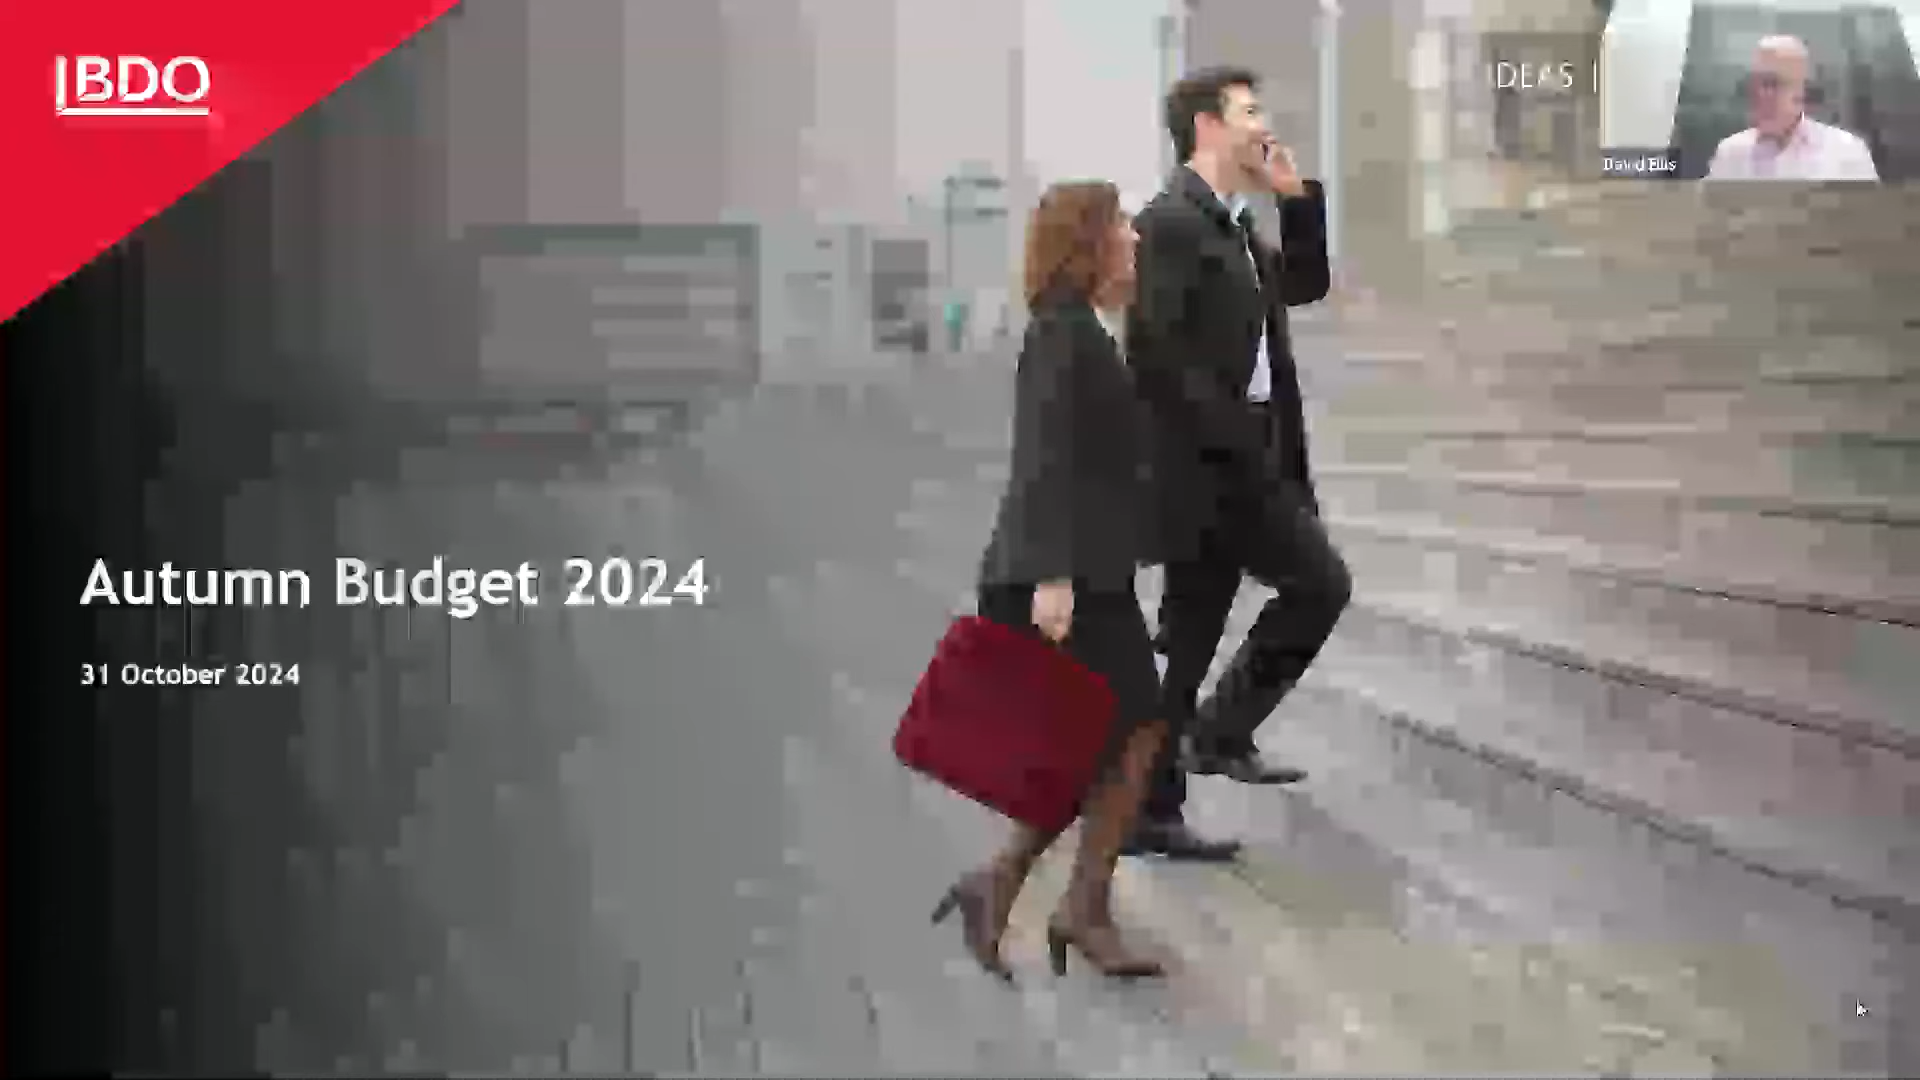 BDO
IDEAS |
David Ellis
Autumn Budget 2024
31 October 2024